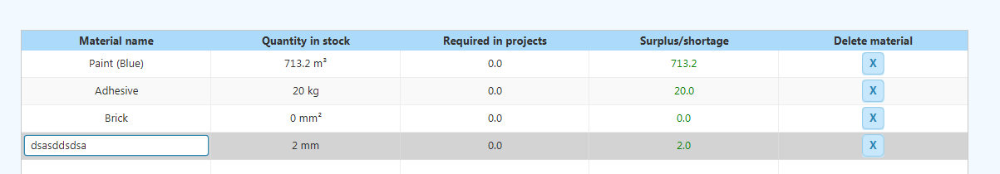 Material name Quantity in stock Required in projects Surplus/shortage Delete material
Paint (Blue) 713.2 m³ 0.0 713.2 X
Adhesive 20 kg 0.0 20.0 X
Brick 0 mm² 0.0 0.0 X
dsasddsdsa 2 mm 0.0 2.0 X